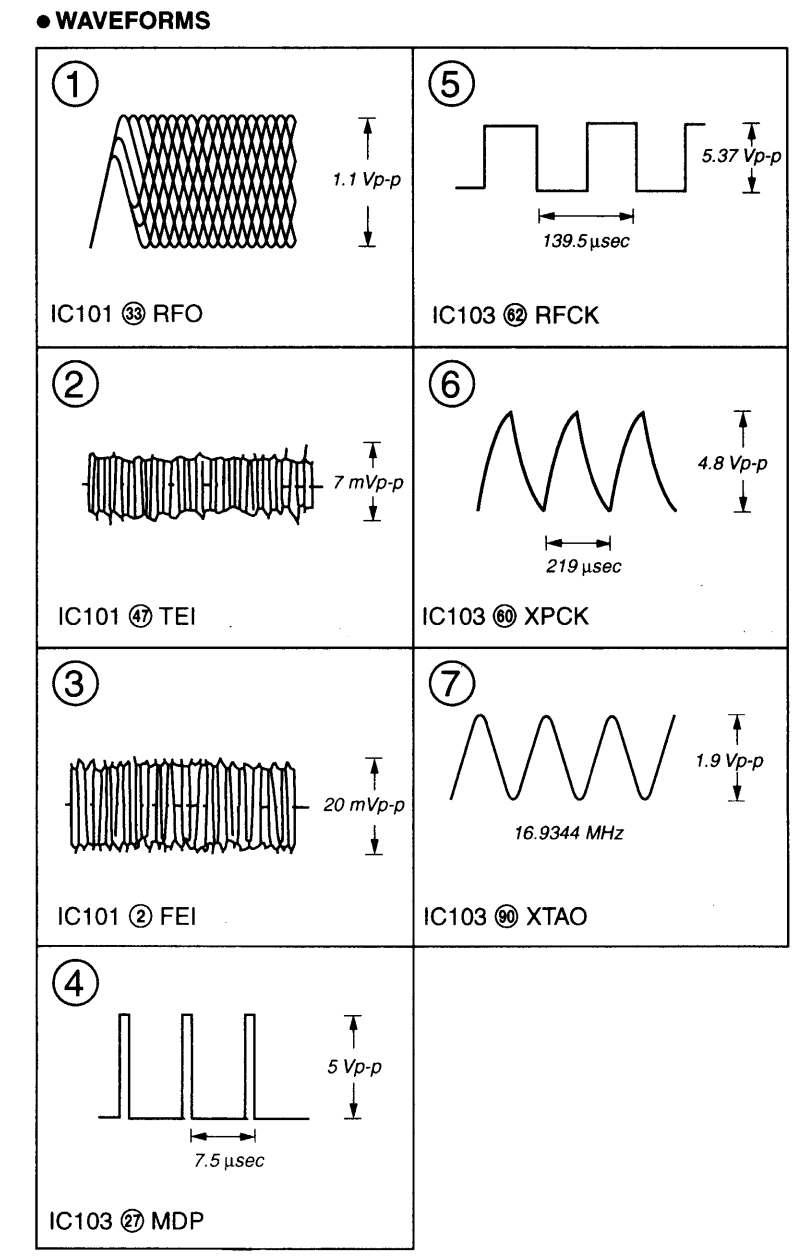 ● WAVEFORMS
①
1.1 Vp-p
IC101 ㉝ RFO
②
7 mVp-p
IC101 ㊼ TEI
③
20 mVp-p
IC101 ② FEI
④
5 Vp-p
7.5 µsec
IC103 ㉗ MDP
⑤
5.37 Vp-p
139.5 µsec
IC103 62 RFCK
⑥
4.8 Vp-p
219 µsec
IC103 60 XPCK
⑦
1.9 Vp-p
16.9344 MHz
IC103 90 XTAO